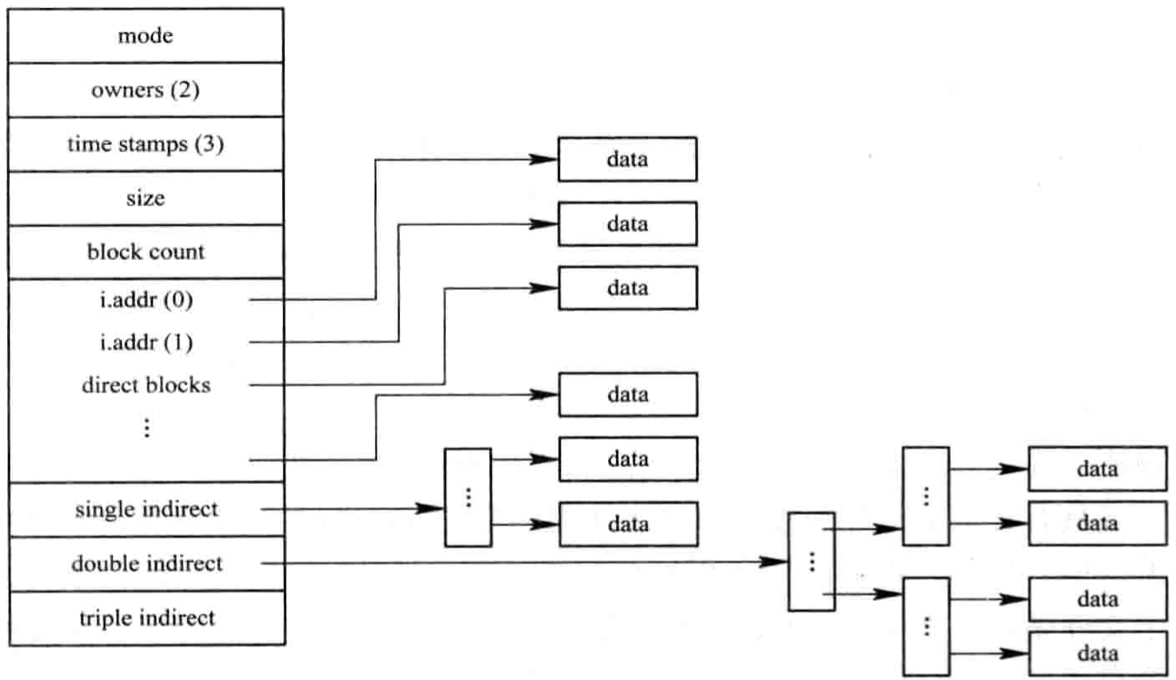 mode
owners (2)
time stamps (3)
size
block count
i.addr (0)
i.addr (1)
direct blocks
⋮
single indirect
double indirect
triple indirect
data
data
data
data
data
data
⋮
⋮
⋮
data
data
⋮
data
data